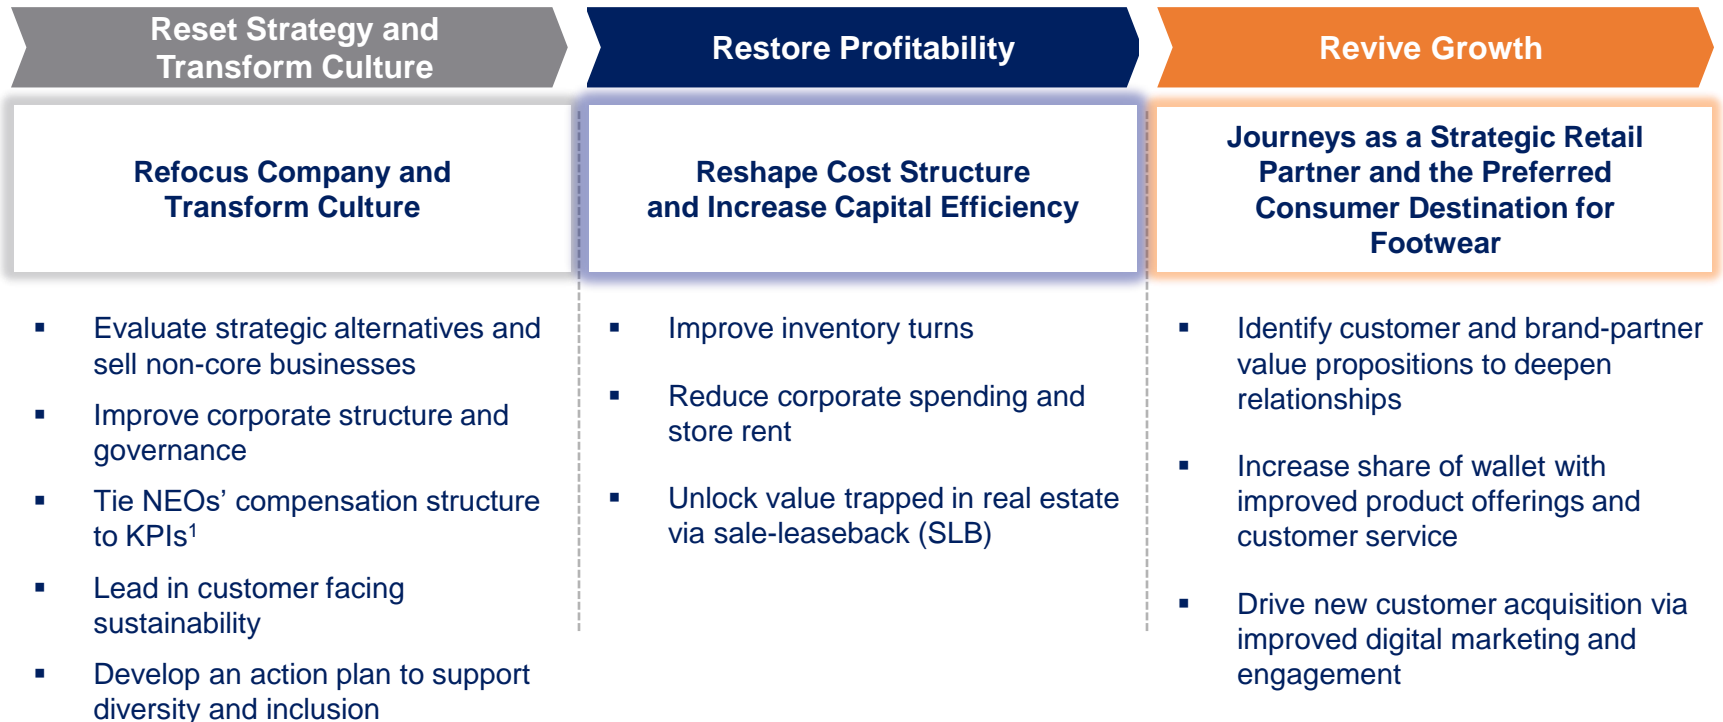 Reset Strategy and
Transform Culture
Restore Profitability
Revive Growth
Refocus Company and
Transform Culture
Reshape Cost Structure
and Increase Capital Efficiency
Journeys as a Strategic Retail
Partner and the Preferred
Consumer Destination for
Footwear
▪ Evaluate strategic alternatives and
sell non-core businesses
▪ Improve corporate structure and
governance
▪ Tie NEOs’ compensation structure
to KPIs¹
▪ Lead in customer facing
sustainability
▪ Develop an action plan to support
diversity and inclusion
▪ Improve inventory turns
▪ Reduce corporate spending and
store rent
▪ Unlock value trapped in real estate
via sale-leaseback (SLB)
▪ Identify customer and brand-partner
value propositions to deepen
relationships
▪ Increase share of wallet with
improved product offerings and
customer service
▪ Drive new customer acquisition via
improved digital marketing and
engagement